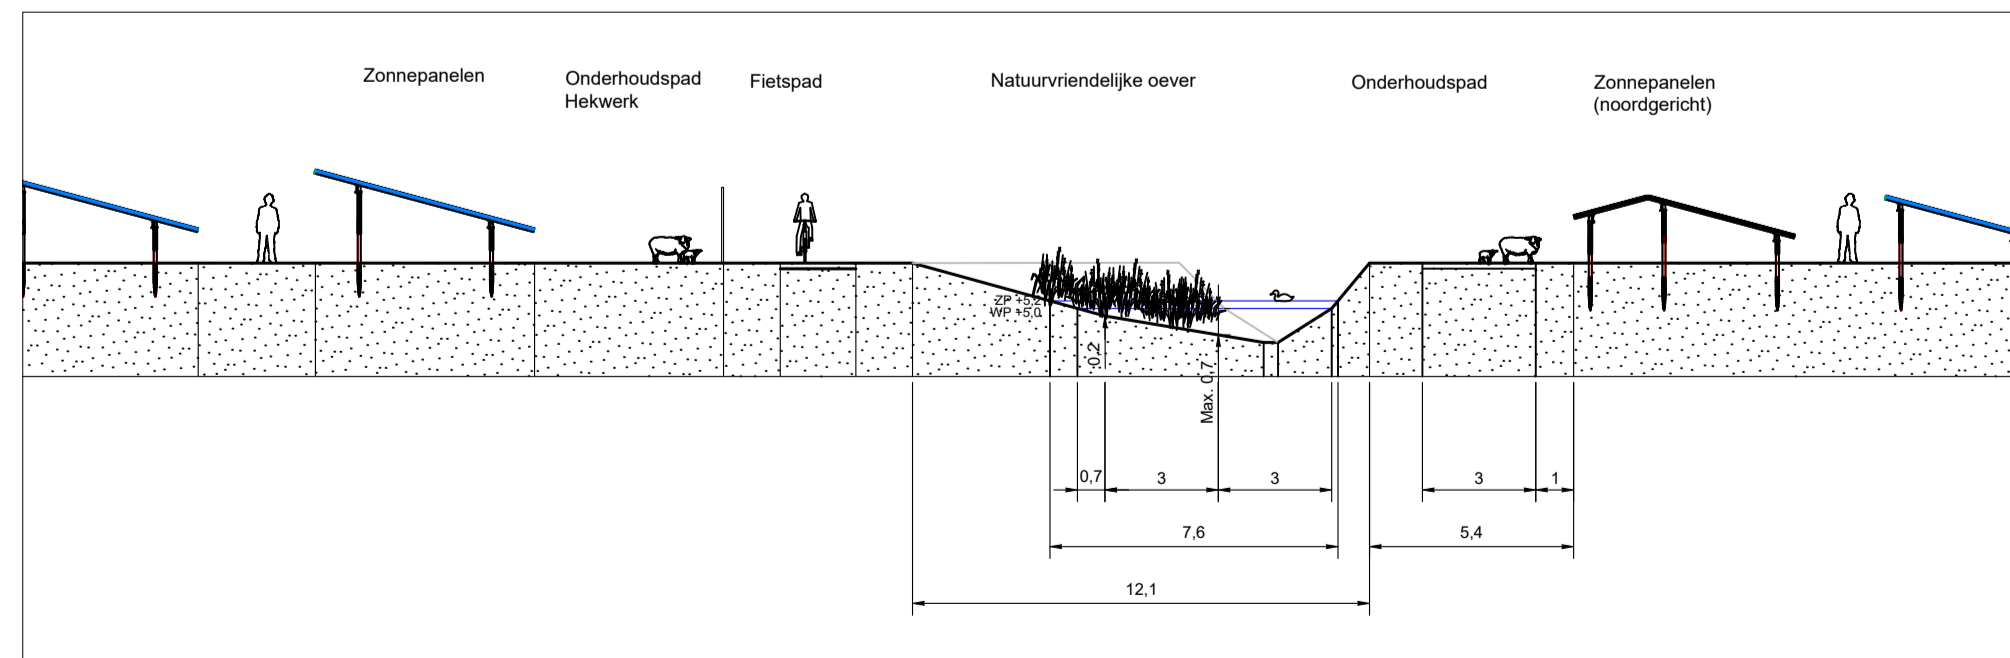 Zonnepanelen
Onderhoudspad
Hekwerk
Fietspad
Natuurvriendelijke oever
Onderhoudspad
Zonnepanelen
(noordgericht)
ZP +5,2
WP +5,0
0,2
Max. 0,7
0,7
3
3
3
1
7,6
5,4
12,1